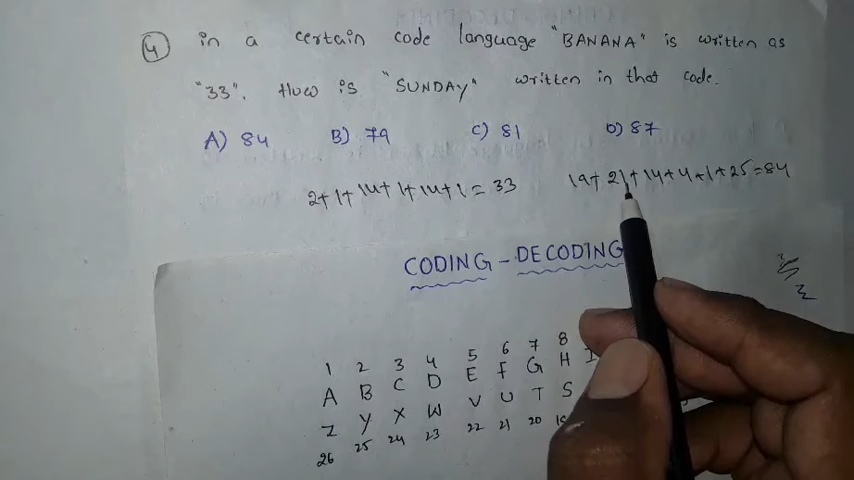 4 in a certain code language "BANANA" is written as
"33". How is "SUNDAY" written in that code.
A) 84 B) 79 C) 81 D) 87
2+1+14+1+14+1=33 19+21+14+4+1+25=84
CODING-DECODING
1 2 3 4 5 6 7 8
A B C D E F G H I
Z Y X W V U T S
26 25 24 23 22 21 20